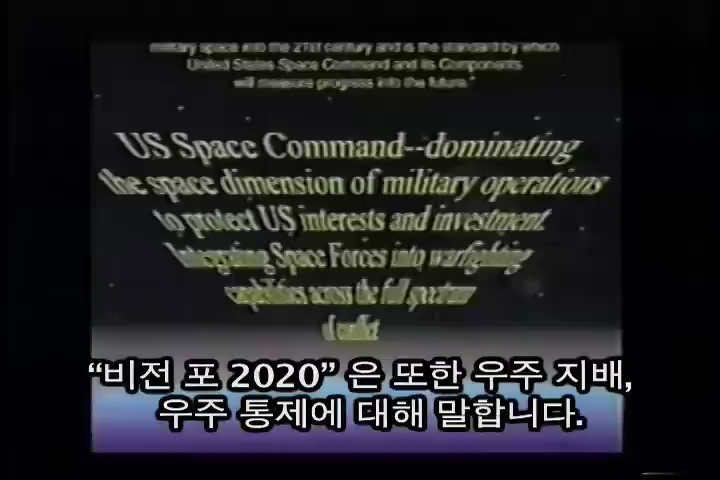 military space into the 21st century and is the standard by which
United States Space Command and its Components
will measure progress into the future."
US Space Command--dominating
the space dimension of military operations
to protect US interests and investment.
Integrating Space Forces into warfighting
capabilities across the full spectrum
of conflict
“비전 포 2020” 은 또한 우주 지배,
우주 통제에 대해 말합니다.